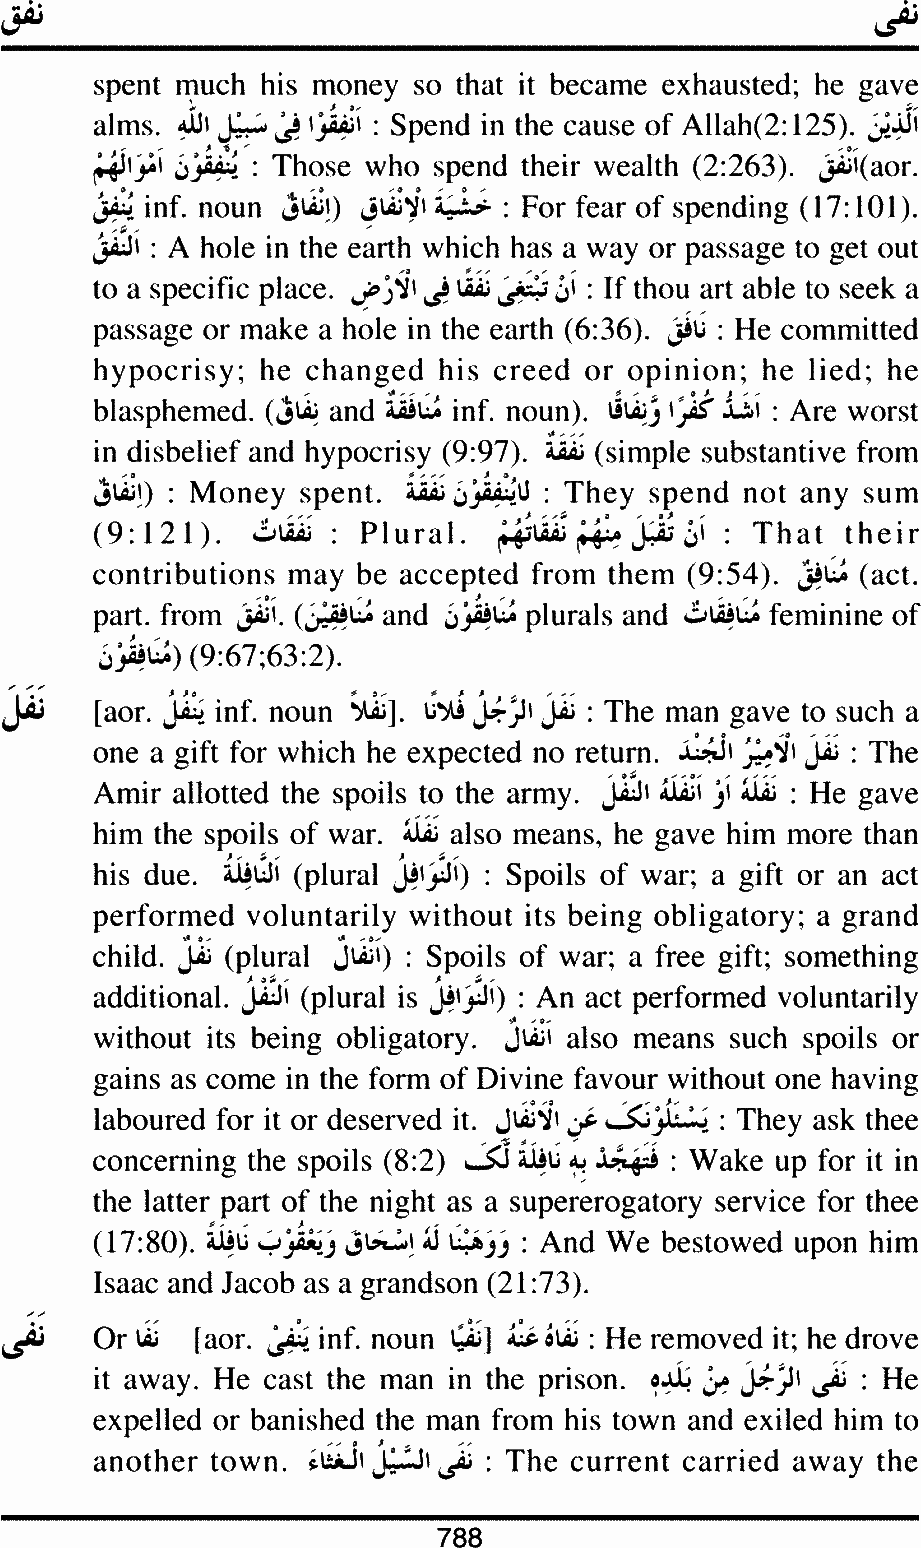 نفق نفی
spent much his money so that it became exhausted; he gave
alms. اَنْفِقُوْا فِیْ سَبِیْلِ اللّٰہِ : Spend in the cause of Allah(2:125). اَلَّذِیْنَ
یُنْفِقُوْنَ اَمْوَالَھُمْ : Those who spend their wealth (2:263). اَنْفَقَ(aor.
یُنْفِقُ inf. noun اِنْفَاقٌ) خَشْیَۃَ الْاِنْفَاقِ : For fear of spending (17:101).
اَلنَّفَقُ : A hole in the earth which has a way or passage to get out
to a specific place. اَنْ تَبْتَغِیَ نَفَقًا فِی الْاَرْضِ : If thou art able to seek a
passage or make a hole in the earth (6:36). نَافَقَ : He committed
hypocrisy; he changed his creed or opinion; he lied; he
blasphemed. (نِفَاقٌ and مُنَافَقَۃٌ inf. noun). اَشَدُّ کُفْرًا وَّنِفَاقًا : Are worst
in disbelief and hypocrisy (9:97). نَفَقَۃٌ (simple substantive from
اِنْفَاقٌ) : Money spent. لَایُنْفِقُوْنَ نَفَقَۃً : They spend not any sum
(9:121). نَفَقَاتٌ : Plural. اَنْ تُقْبَلَ مِنْھُمْ نَفَقَاتُھُمْ : That their
contributions may be accepted from them (9:54). مُنَافِقٌ (act.
part. from اَنْفَقَ. (مُنَافِقِیْنَ and مُنَافِقُوْنَ plurals and مُنَافِقَاتٌ feminine of
مُنَافِقُوْنَ) (9:67;63:2).
نَفَلَ [aor. یَنْفُلُ inf. noun نَفْلاً]. نَفَلَ الرَّجُلُ فُلَانًا : The man gave to such a
one a gift for which he expected no return. نَفَلَ الْاَمِیْرُ الْجُنْدَ : The
Amir allotted the spoils to the army. نَفَلَہٗ اَوْ اَنْفَلَہُ النَّفَلَ : He gave
him the spoils of war. نَفَلَہٗ also means, he gave him more than
his due. اَلنَّافِلَۃُ (plural اَلنَّوَافِلُ) : Spoils of war; a gift or an act
performed voluntarily without its being obligatory; a grand
child. نَفْلٌ (plural اَنْفَالٌ) : Spoils of war; a free gift; something
additional. اَلنَّفْلُ (plural is اَلنَّوَافِلُ) : An act performed voluntarily
without its being obligatory. اَنْفَالٌ also means such spoils or
gains as come in the form of Divine favour without one having
laboured for it or deserved it. یَسْئَلُوْنَکَ عَنِ الْاَنْفَالِ : They ask thee
concerning the spoils (8:2) فَتَھَجَّدْ بِہٖ نَافِلَۃً لَّکَ : Wake up for it in
the latter part of the night as a supererogatory service for thee
(17:80). وَوَھَبْنَا لَہٗ اِسْحَاقَ وَیَعْقُوْبَ نَافِلَۃً : And We bestowed upon him
Isaac and Jacob as a grandson (21:73).
نَفَی Or نَفَا [aor. یَنْفِیْ inf. noun نَفْیًا] نَفَاہُ عَنْہُ : He removed it; he drove
it away. He cast the man in the prison. نَفَی الرَّجُلَ مِنْ بَلَدِہٖ : He
expelled or banished the man from his town and exiled him to
another town. نَفَی السَّیْلُ الْغَثَاءَ : The current carried away the
788